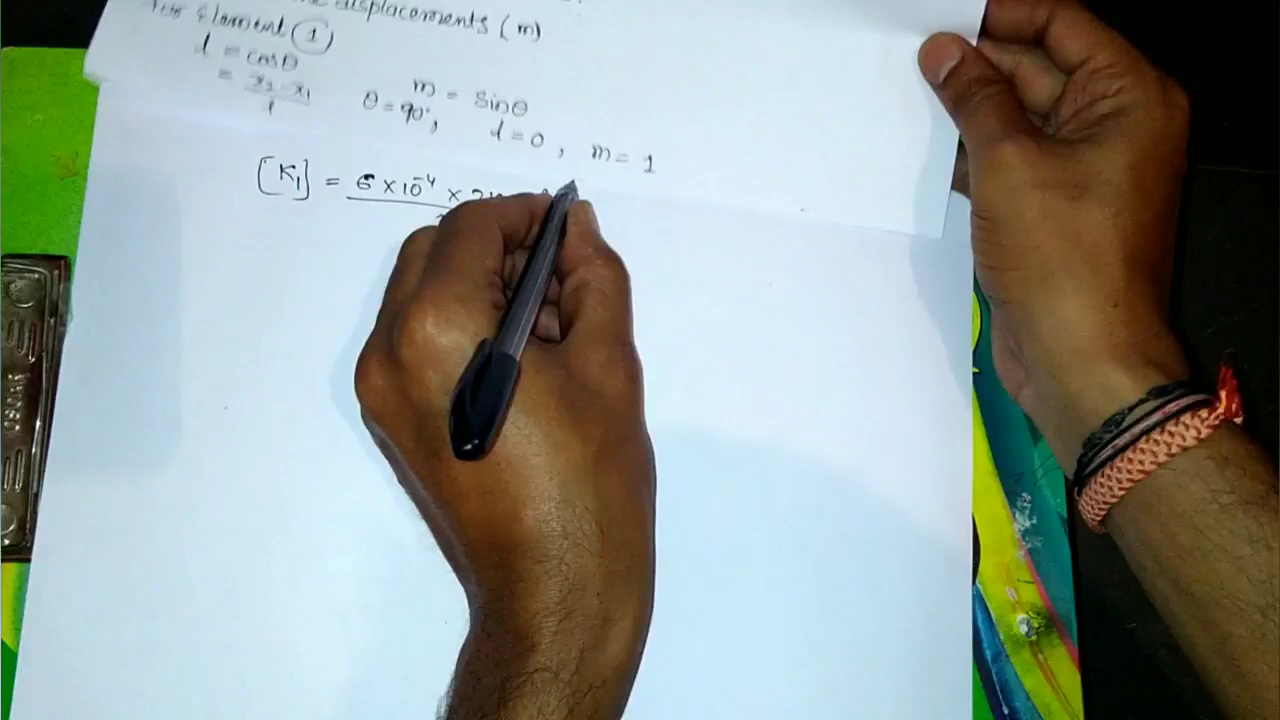 displacements (m)
For Element (1)
l = cosθ
= x₂ - x₁ / l
m = sinθ
θ = 90°, l = 0, m = 1
[K₁] = 6 × 10⁻⁴ ×